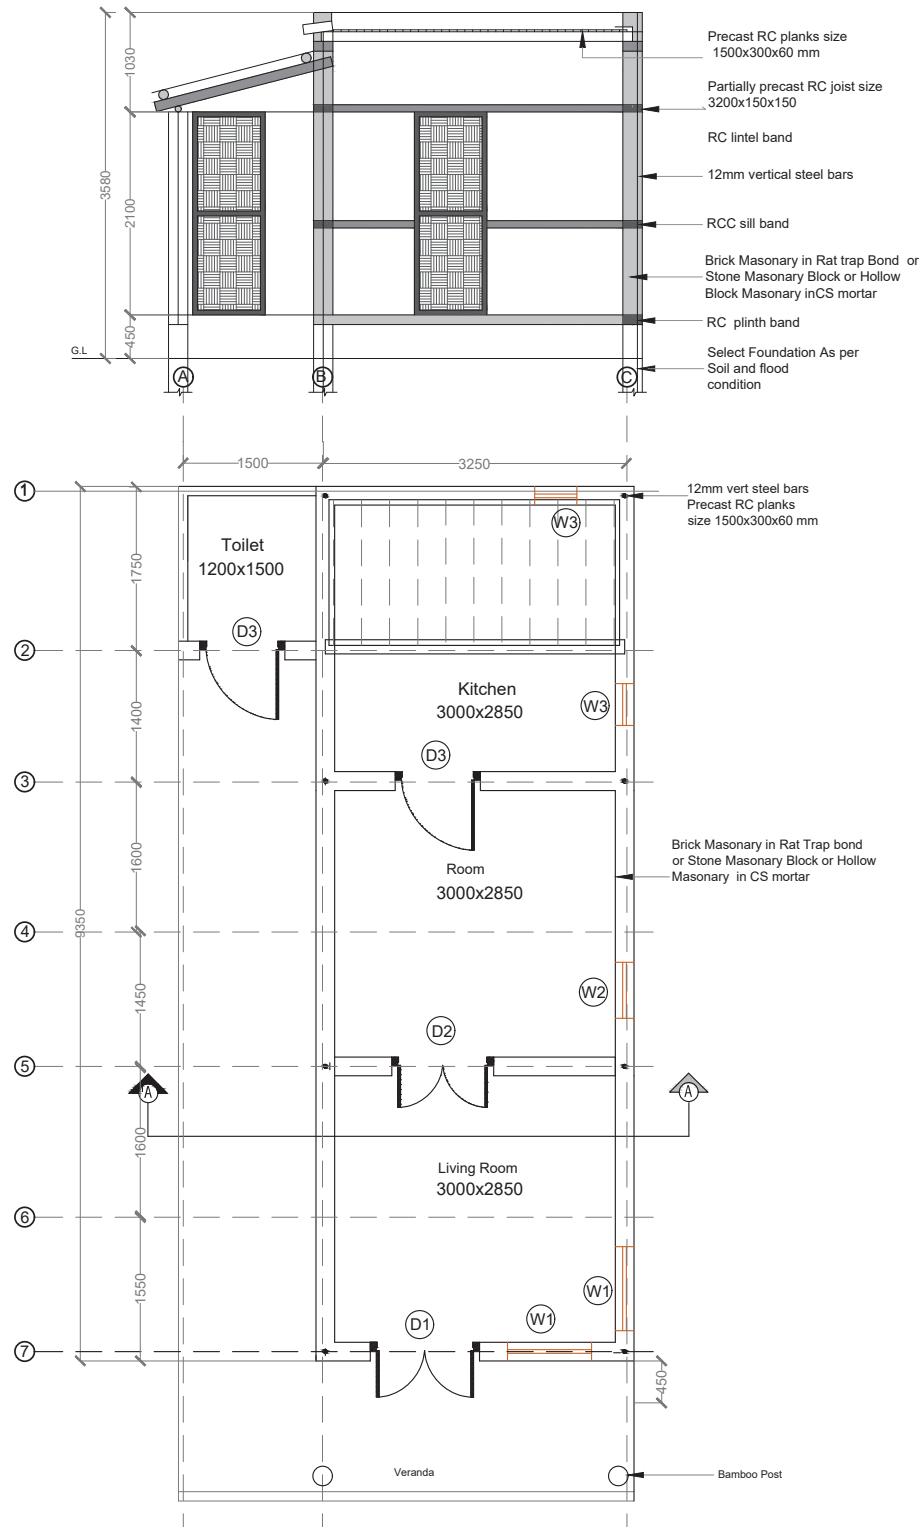 Precast RC planks size
1500x300x60 mm
Partially precast RC joist size
3200x150x150
RC lintel band
12mm vertical steel bars
RCC sill band
Brick Masonary in Rat trap Bond or
Stone Masonary Block or Hollow
Block Masonary inCS mortar
RC plinth band
Select Foundation As per
Soil and flood
condition
1030
3580
2100
450
G.L
A
B
C
1500
3250
1
12mm vert steel bars
Precast RC planks
size 1500x300x60 mm
W3
Toilet
1200x1500
1750
D3
2
Kitchen
3000x2850
W3
1400
D3
3
Brick Masonary in Rat Trap bond
or Stone Masonary Block or Hollow
Masonary in CS mortar
1600
Room
3000x2850
9350
4
1450
W2
D2
5
A
A
1600
Living Room
3000x2850
6
1550
W1
W1
D1
7
450
Veranda
Bamboo Post